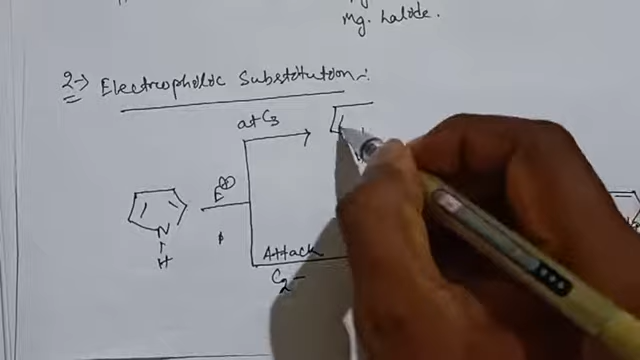 Mg. halide.
2-> Electrophilic Substitution :-
at C3
E⊕
N
H
Attack
C2-